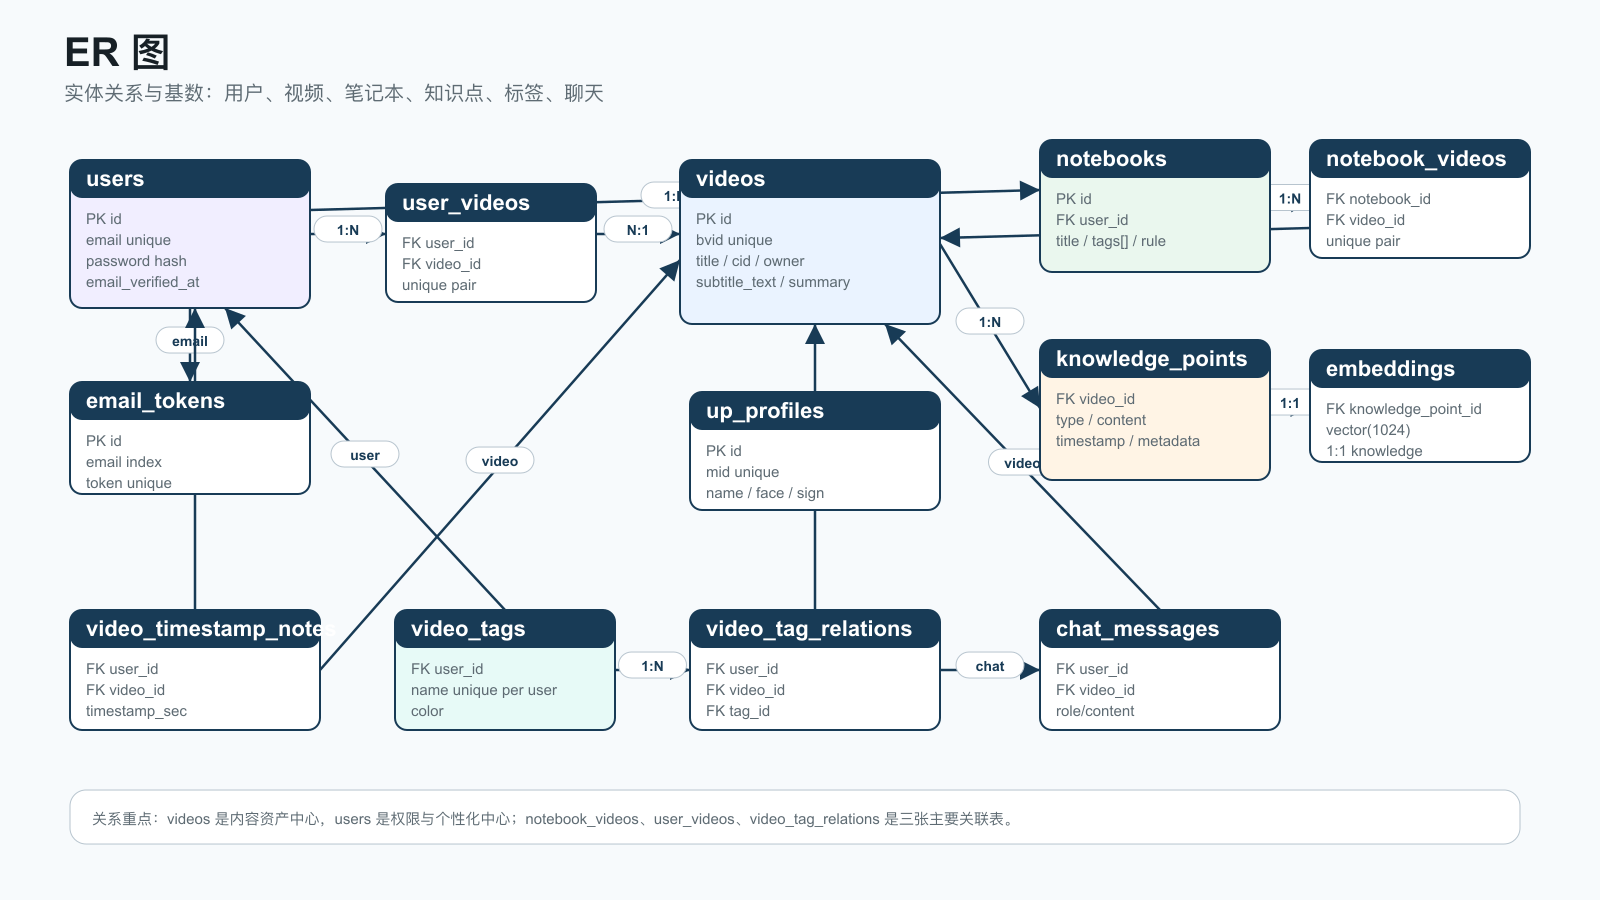 ER 图
实体关系与基数：用户、视频、笔记本、知识点、标签、聊天
users
PK id
email unique
password hash
email_verified_at
1:N
user_videos
FK user_id
FK video_id
unique pair
N:1
videos
PK id
bvid unique
title / cid / owner
subtitle_text / summary
notebooks
PK id
FK user_id
title / tags[] / rule
1:N
notebook_videos
FK notebook_id
FK video_id
unique pair
email
email_tokens
PK id
email index
token unique
user
video
up_profiles
PK id
mid unique
name / face / sign
1:N
video
knowledge_points
FK video_id
type / content
timestamp / metadata
1:1
embeddings
FK knowledge_point_id
vector(1024)
1:1 knowledge
video_timestamp_notes
FK user_id
FK video_id
timestamp_sec
video_tags
FK user_id
name unique per user
color
1:N
video_tag_relations
FK user_id
FK video_id
FK tag_id
chat
chat_messages
FK user_id
FK video_id
role/content
关系重点：videos 是内容资产中心，users 是权限与个性化中心；notebook_videos、user_videos、video_tag_relations 是三张主要关联表。